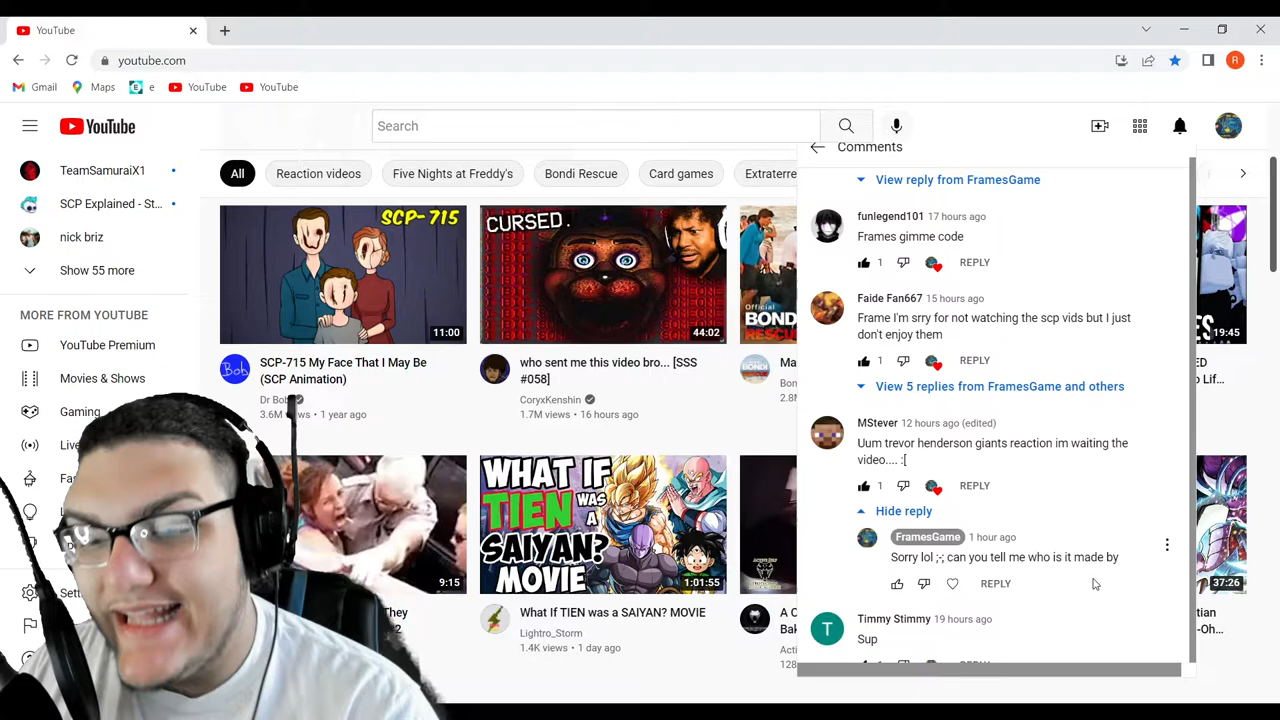 YouTube
youtube.com
R
Gmail
Maps
e
YouTube
YouTube
YouTube
Search
TeamSamuraiX1
SCP Explained - St...
nick briz
Show 55 more
MORE FROM YOUTUBE
YouTube Premium
Movies & Shows
Gaming
All
Reaction videos
Five Nights at Freddy's
Bondi Rescue
Card games
SCP-715
11:00
SCP-715 My Face That I May Be
(SCP Animation)
Dr Bob
3.6M views • 1 year ago
CURSED.
44:02
who sent me this video bro... [SSS
#058]
CoryxKenshin
1.7M views • 16 hours ago
Official
19:45
9:15
They
WHAT IF
TIEN WAS
A
SAIYAN?
MOVIE
1:01:55
What If TIEN was a SAIYAN? MOVIE
Lightro_Storm
1.4K views • 1 day ago
37:26
Comments
View reply from FramesGame
funlegend101 17 hours ago
Frames gimme code
1 REPLY
Faide Fan667 15 hours ago
Frame I'm srry for not watching the scp vids but I just
don't enjoy them
1 REPLY
View 5 replies from FramesGame and others
MStever 12 hours ago (edited)
Uum trevor henderson giants reaction im waiting the
video.... :[
1 REPLY
Hide reply
FramesGame 1 hour ago
Sorry lol ;-; can you tell me who is it made by
REPLY
T
Timmy Stimmy 19 hours ago
Sup